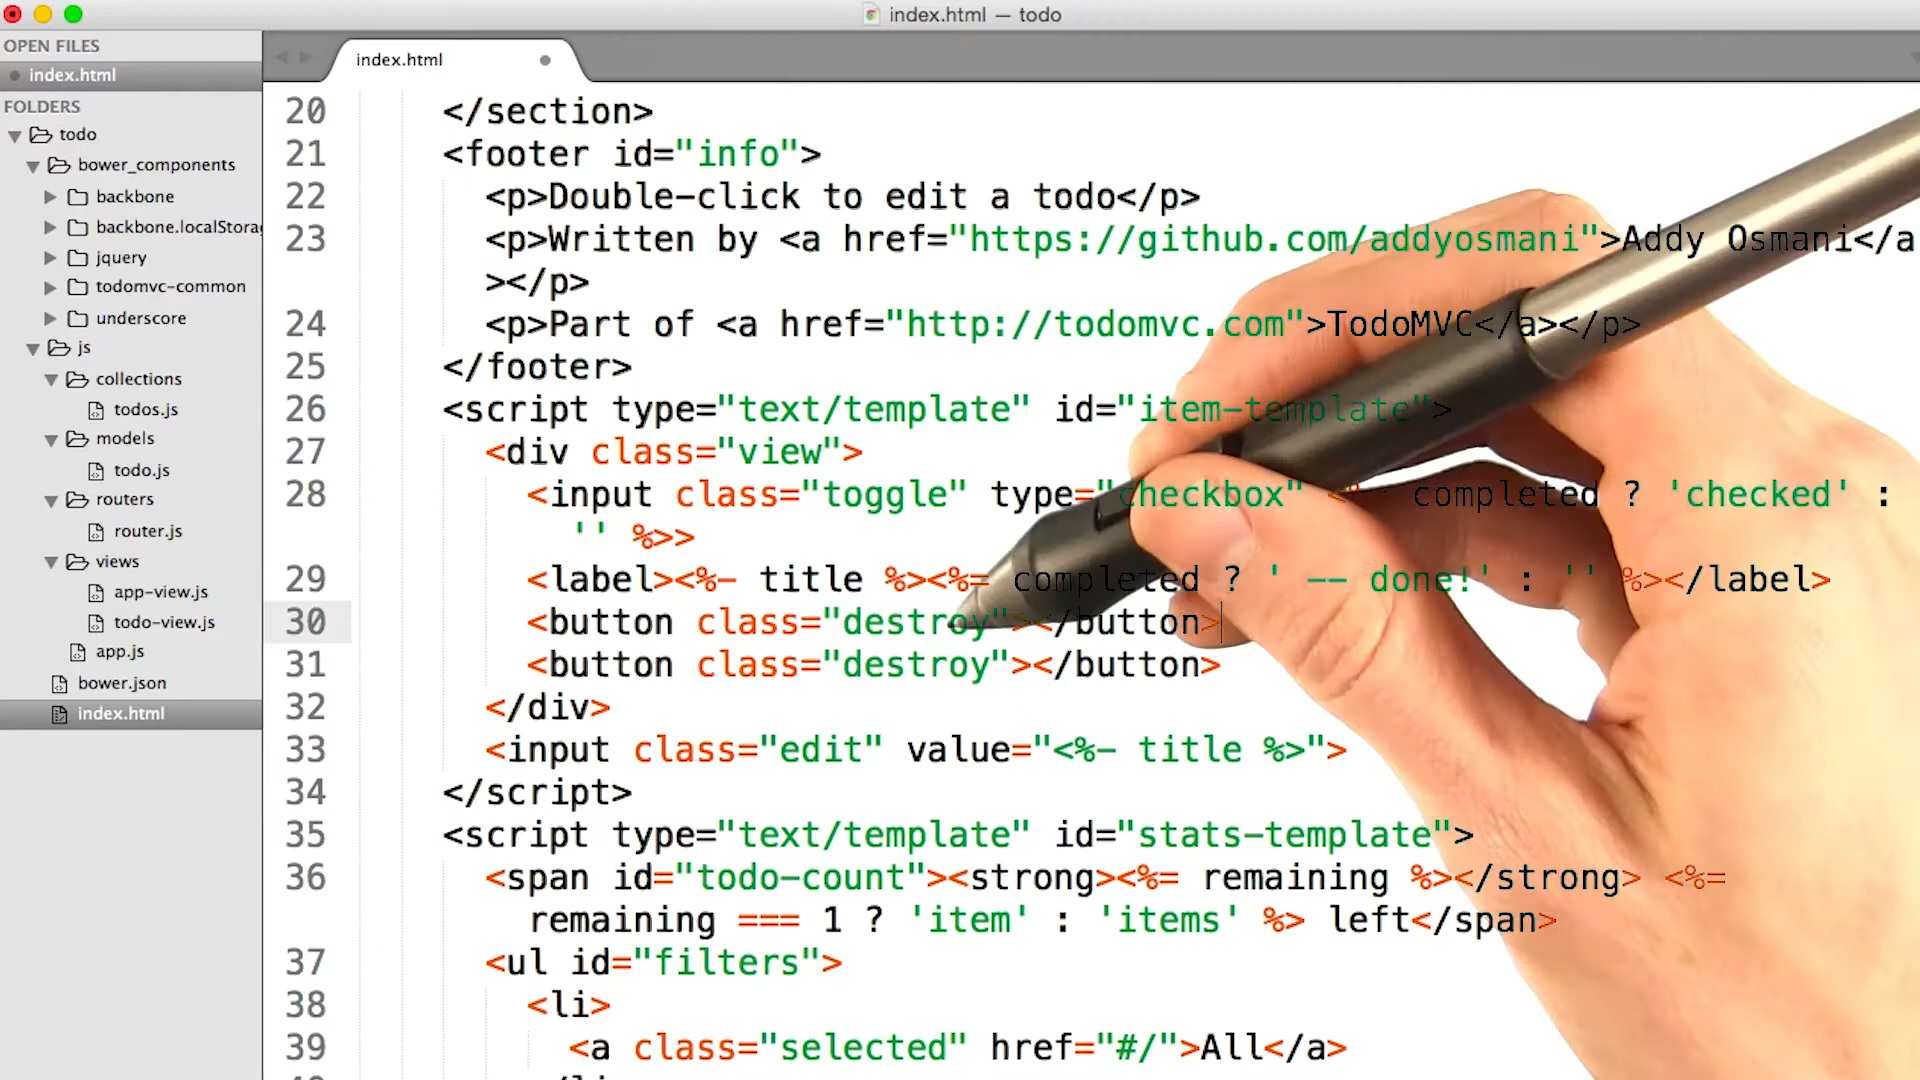 index.html — todo
OPEN FILES
index.html
FOLDERS
todo
bower_components
backbone
backbone.localStora
jquery
todomvc-common
underscore
js
collections
todos.js
models
todo.js
routers
router.js
views
app-view.js
todo-view.js
app.js
bower.json
index.html
index.html
20 </section>
21 <footer id="info">
22 <p>Double-click to edit a todo</p>
23 <p>Written by <a href="https://github.com/addyosmani">Addy Osmani</a
></p>
24 <p>Part of <a href="http://todomvc.com">TodoMVC</a></p>
25 </footer>
26 <script type="text/template" id="item-template">
27 <div class="view">
28 <input class="toggle" type="checkbox" <%- completed ? 'checked' :
'' %>>
29 <label><%- title %><%= completed ? ' -- done!' : '' %></label>
30 <button class="destroy"></button>
31 <button class="destroy"></button>
32 </div>
33 <input class="edit" value="<%- title %>">
34 </script>
35 <script type="text/template" id="stats-template">
36 <span id="todo-count"><strong><%= remaining %></strong> <%=
remaining === 1 ? 'item' : 'items' %> left</span>
37 <ul id="filters">
38 <li>
39 <a class="selected" href="#/">All</a>